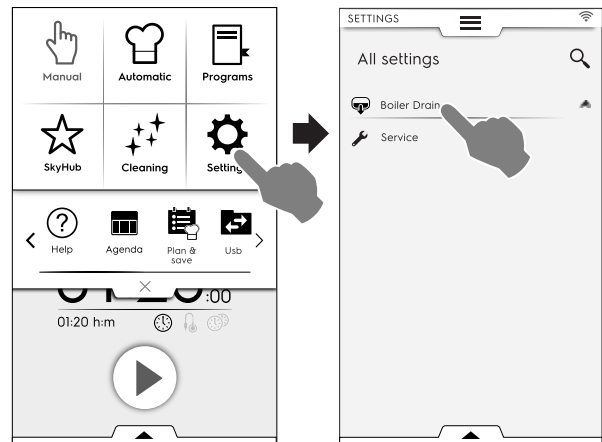 Manual Automatic Programs
SkyHub Cleaning Setting
Help Agenda Plan & save Usb
:00
01:20 h:m
SETTINGS
All settings
Boiler Drain
Service